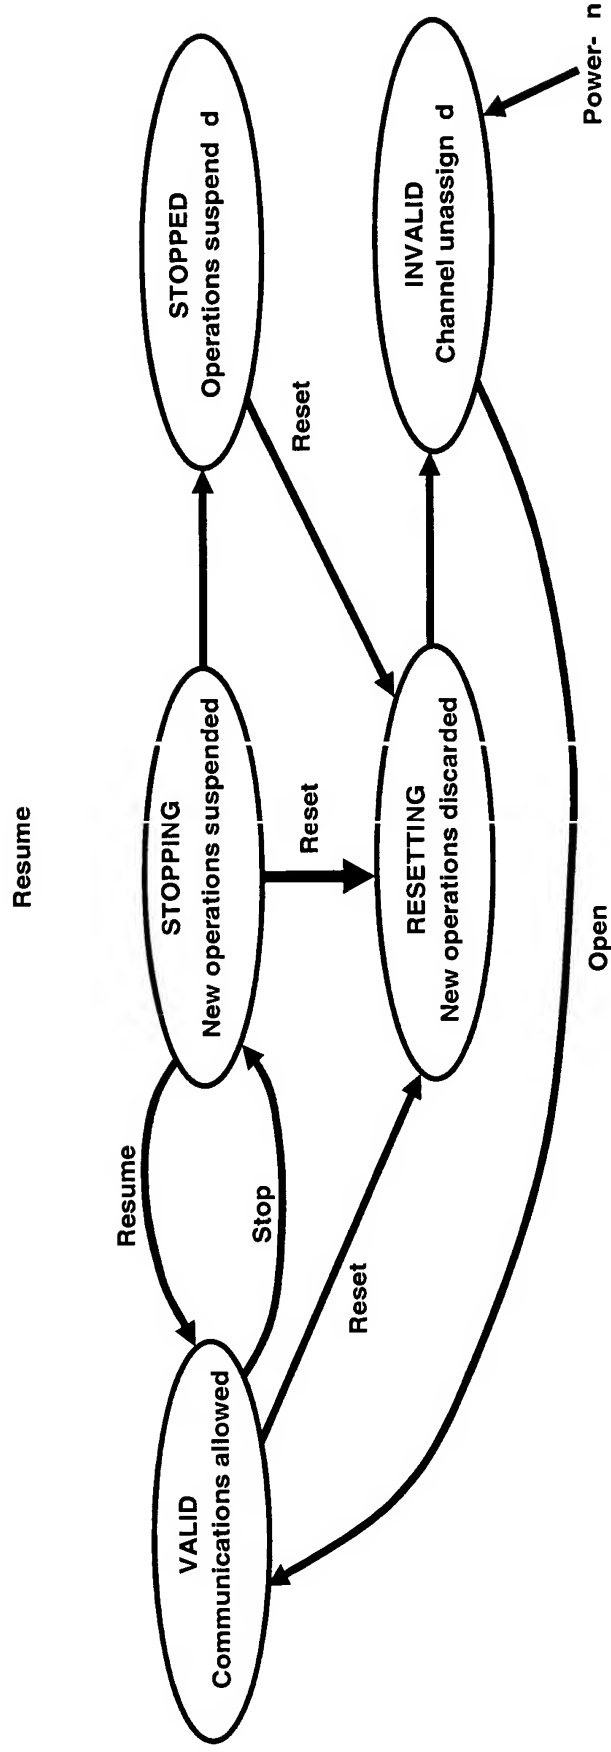 Resume
Resume
Stop
VALID
Communications allowed
STOPPING
New operations suspended
STOPPED
Operations suspend d
Reset
Reset
Reset
RESETTING
New operations discarded
INVALID
Channel unassign d
Open
Power- n